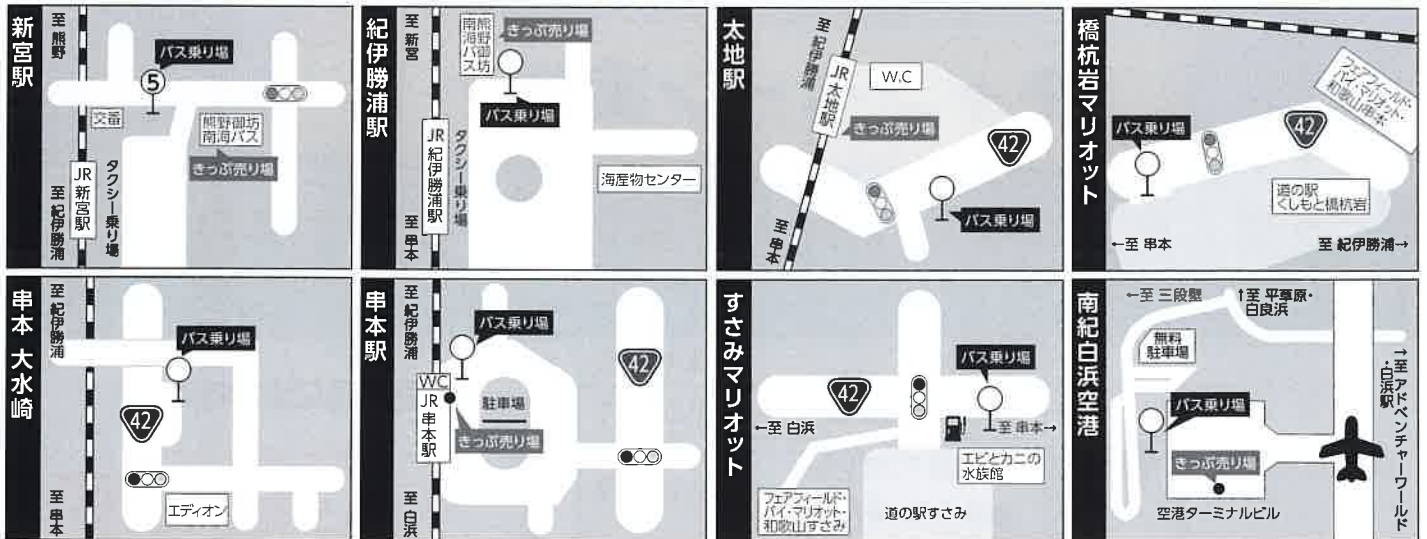 新宮駅
至 熊野
バス乗り場
5
交番
熊野御坊
南海バス
きっぷ売り場
JR
新宮駅
タクシー乗り場
至 紀伊勝浦
紀伊勝浦駅
至 新宮
熊野御坊
南海バス
きっぷ売り場
バス乗り場
JR
紀伊勝浦駅
タクシー乗り場
海産物センター
至 串本
太地駅
至 紀伊勝浦
JR
太地駅
W.C
きっぷ売り場
42
バス乗り場
至 串本
橋杭岩マリオット
フェアフィールド・
バイ・マリオット・
和歌山串本
バス乗り場
42
道の駅
くしもと橋杭岩
←至 串本
至 紀伊勝浦→
串本 大水崎
至 紀伊勝浦
バス乗り場
42
エディオン
至 串本
串本駅
至 紀伊勝浦
バス乗り場
WC
JR
串本駅
駐車場
きっぷ売り場
42
至 白浜
すさみマリオット
バス乗り場
42
←至 白浜
至 串本→
エビとカニの
水族館
フェアフィールド・
バイ・マリオット・
和歌山すさみ
道の駅すさみ
南紀白浜空港
←至 三段壁
↑至 平草原・
白良浜
無料
駐車場
バス乗り場
きっぷ売り場
空港ターミナルビル
→至 アドベンチャーワールド
・白浜駅